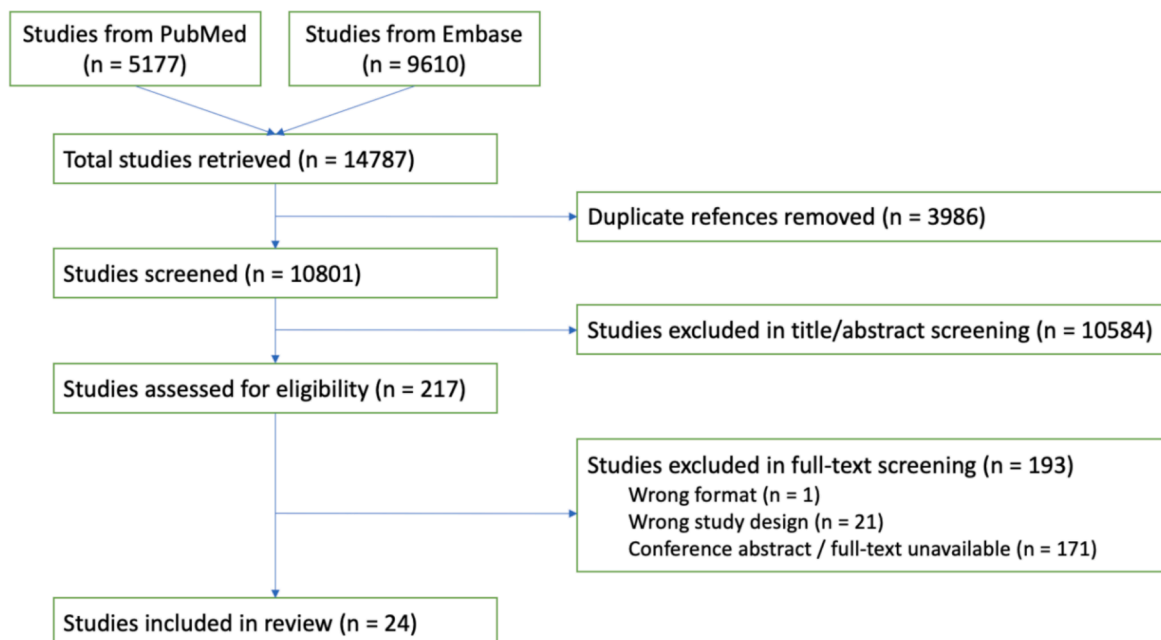 Studies from PubMed
(n = 5177)
Studies from Embase
(n = 9610)
Total studies retrieved (n = 14787)
Duplicate refences removed (n = 3986)
Studies screened (n = 10801)
Studies excluded in title/abstract screening (n = 10584)
Studies assessed for eligibility (n = 217)
Studies excluded in full-text screening (n = 193)
Wrong format (n = 1)
Wrong study design (n = 21)
Conference abstract / full-text unavailable (n = 171)
Studies included in review (n = 24)